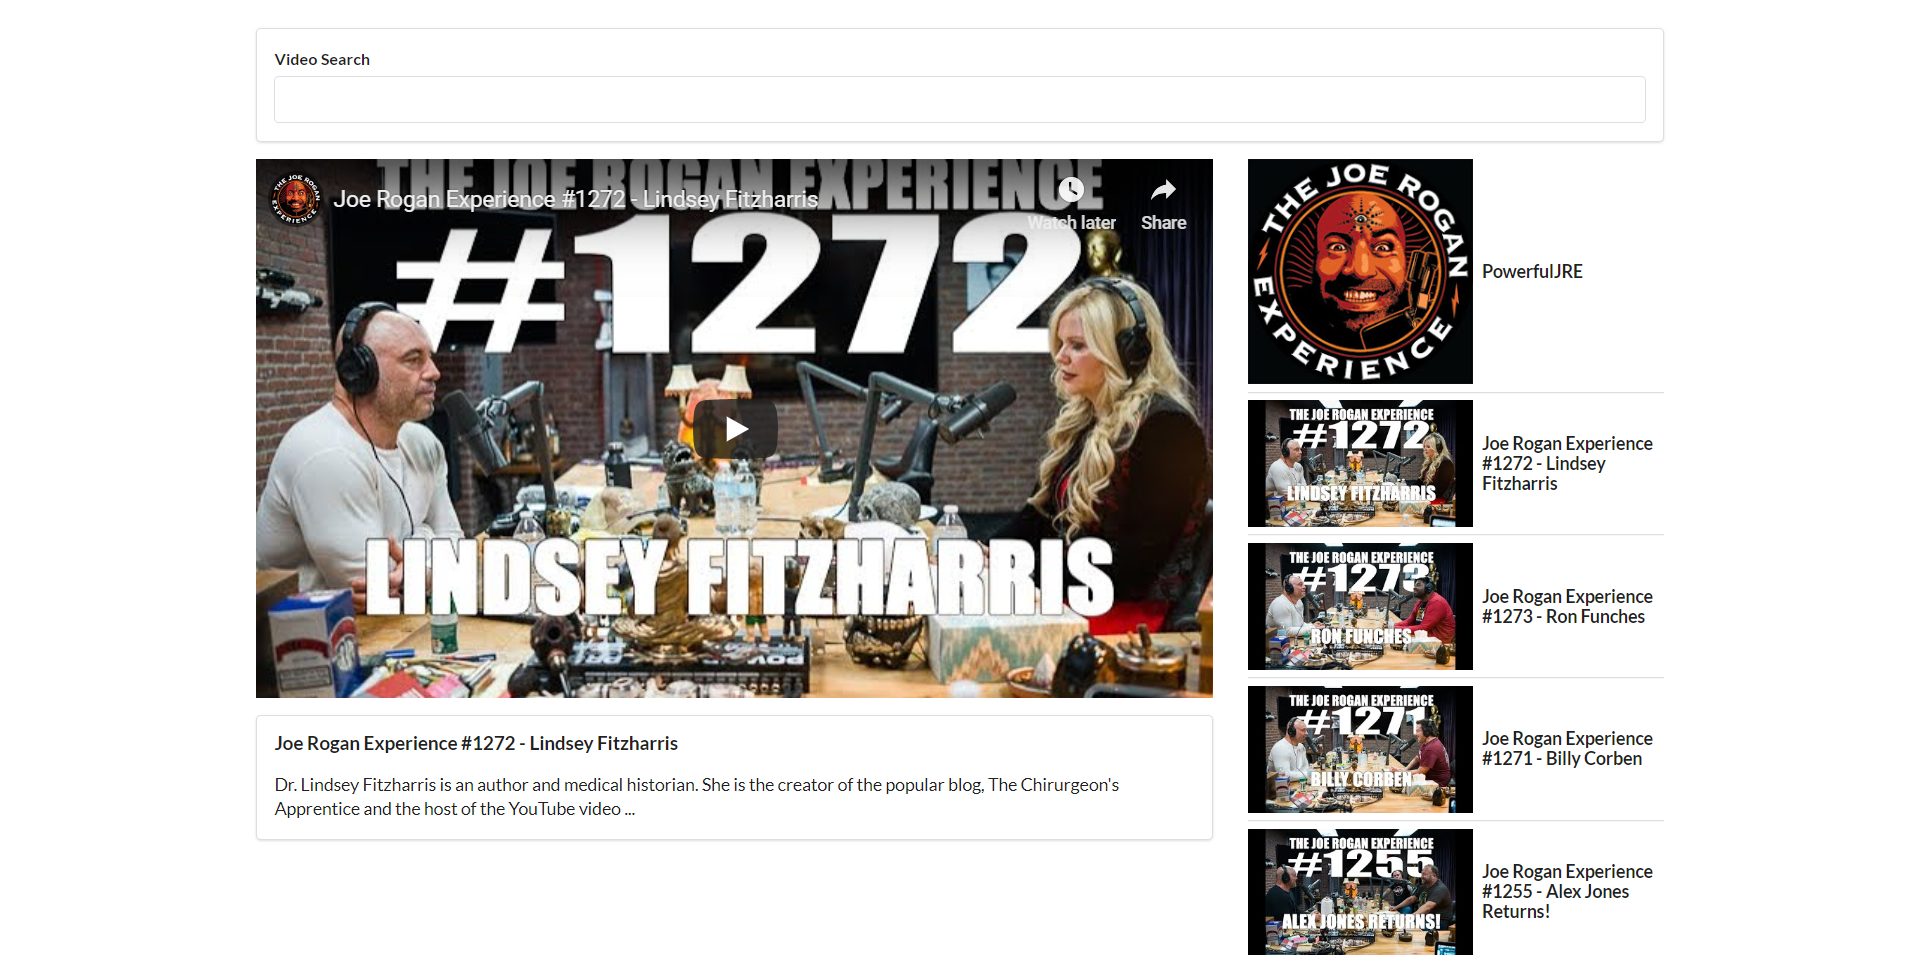 Video Search
THE JOE ROGAN EXPERIENCE
Joe Rogan Experience #1272 - Lindsey Fitzharris
Watch later
Share
THE JOE ROGAN EXPERIENCE
#1272
LINDSEY FITZHARRIS
Joe Rogan Experience #1272 - Lindsey Fitzharris
Dr. Lindsey Fitzharris is an author and medical historian. She is the creator of the popular blog, The Chirurgeon's
Apprentice and the host of the YouTube video ...
THE JOE ROGAN
EXPERIENCE
PowerfulJRE
THE JOE ROGAN EXPERIENCE
#1272
LINDSEY FITZHARRIS
Joe Rogan Experience
#1272 - Lindsey
Fitzharris
THE JOE ROGAN EXPERIENCE
#1273
RON FUNCHES
Joe Rogan Experience
#1273 - Ron Funches
THE JOE ROGAN EXPERIENCE
#1271
BILLY CORBEN
Joe Rogan Experience
#1271 - Billy Corben
THE JOE ROGAN EXPERIENCE
#1255
ALEX JONES RETURNS!
Joe Rogan Experience
#1255 - Alex Jones
Returns!